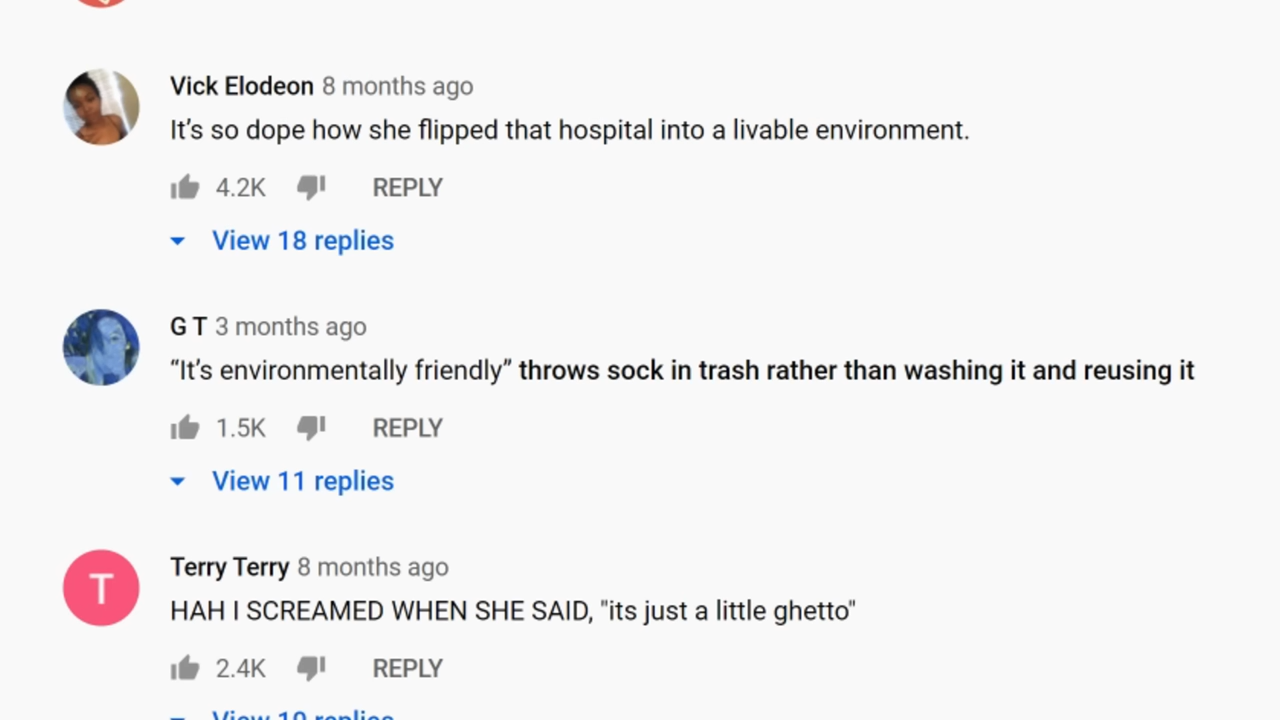 Vick Elodeon 8 months ago
It’s so dope how she flipped that hospital into a livable environment.
4.2K REPLY
View 18 replies
G T 3 months ago
“It’s environmentally friendly” throws sock in trash rather than washing it and reusing it
1.5K REPLY
View 11 replies
T
Terry Terry 8 months ago
HAH I SCREAMED WHEN SHE SAID, "its just a little ghetto"
2.4K REPLY
View replies